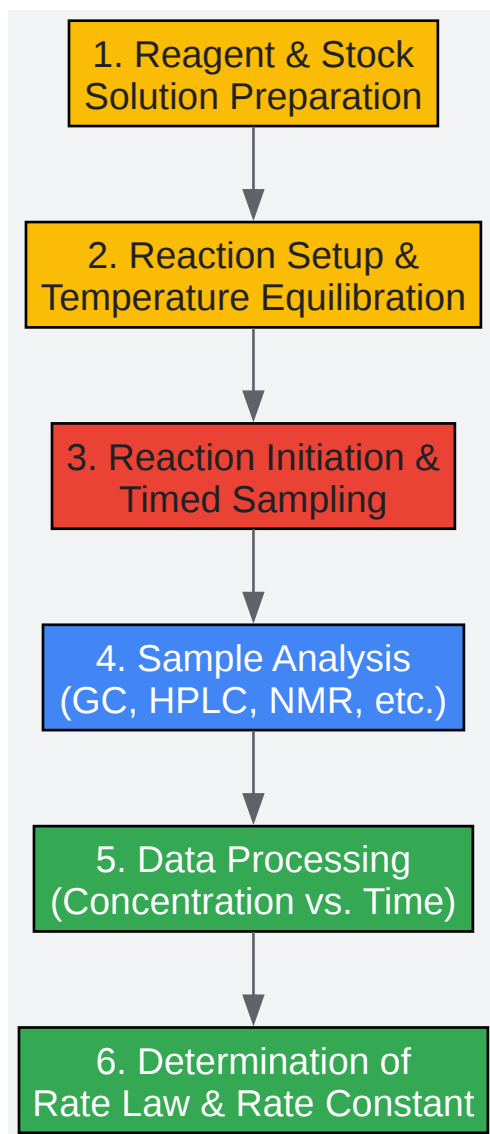 1. Reagent & Stock
Solution Preparation
2. Reaction Setup &
Temperature Equilibration
3. Reaction Initiation &
Timed Sampling
4. Sample Analysis
(GC, HPLC, NMR, etc.)
5. Data Processing
(Concentration vs. Time)
6. Determination of
Rate Law & Rate Constant